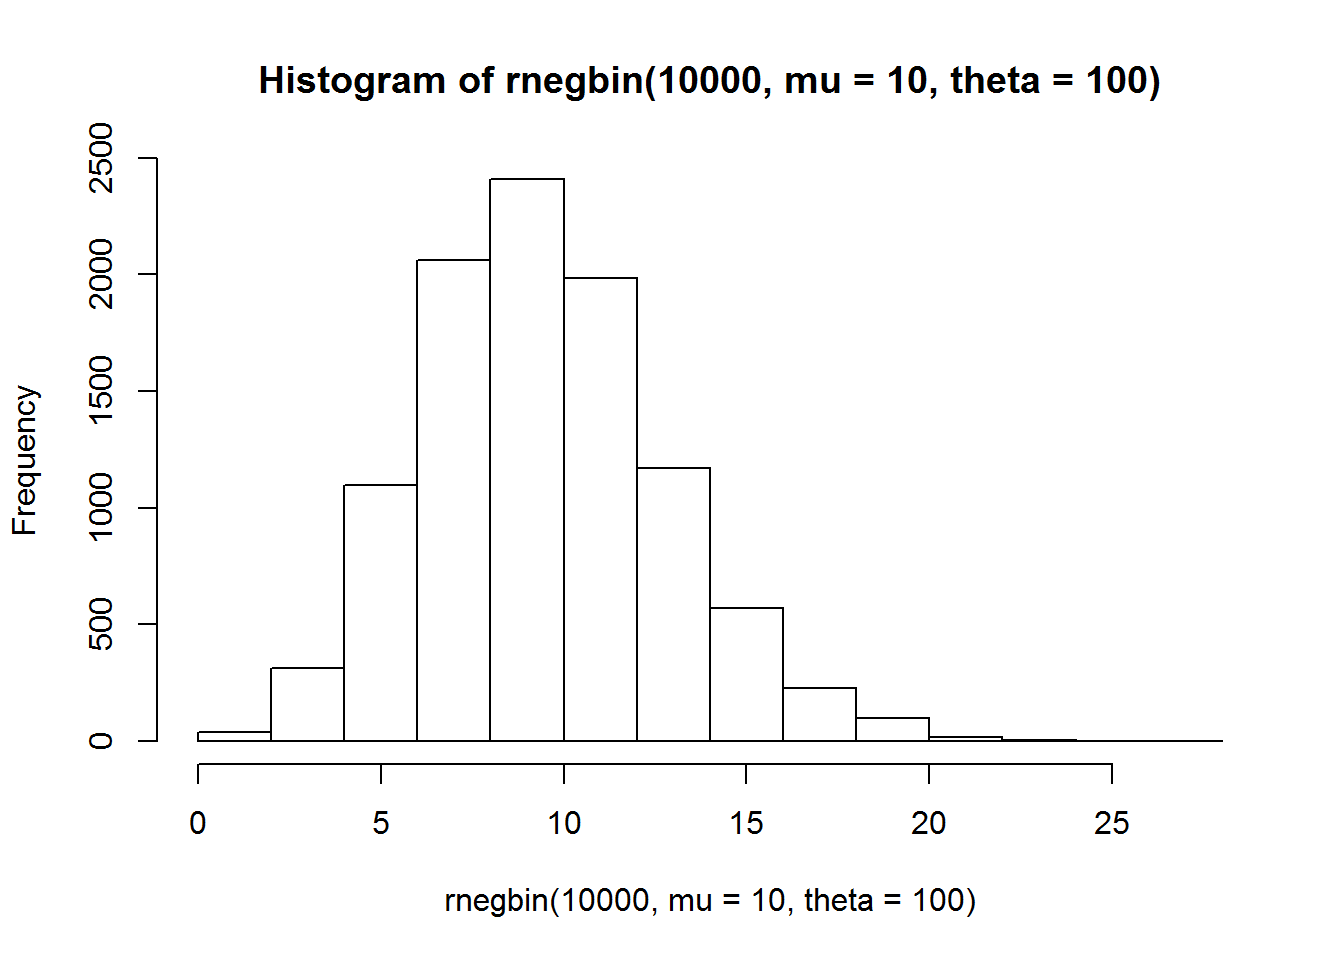 Histogram of rnegbin(10000, mu = 10, theta = 100)
Frequency
2500
2000
1500
1000
500
0
0 5 10 15 20 25
rnegbin(10000, mu = 10, theta = 100)